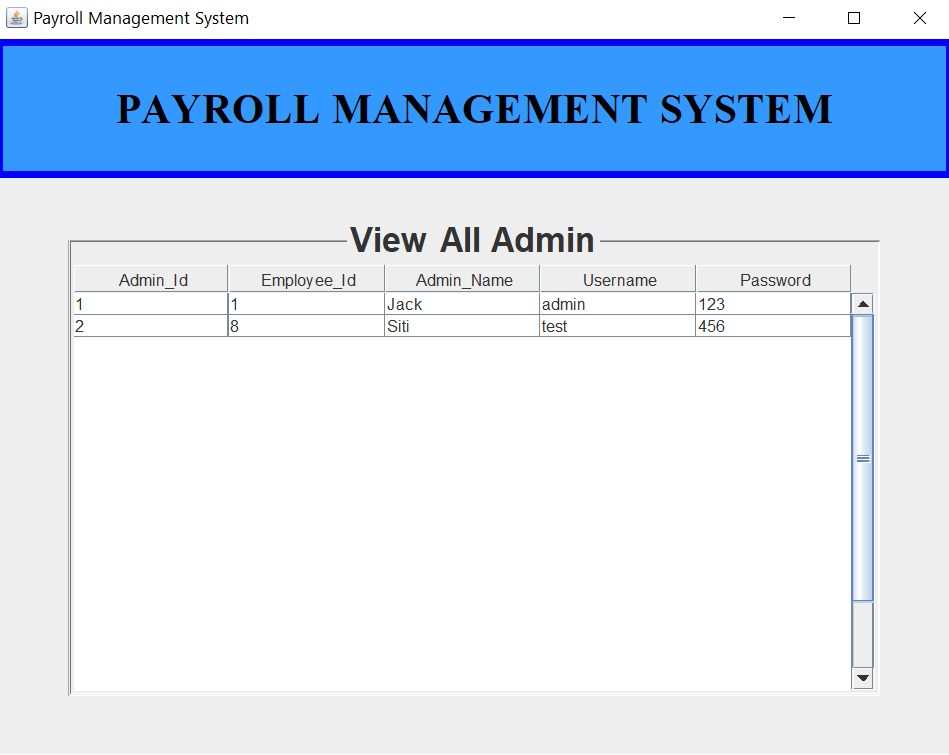 Payroll Management System
PAYROLL MANAGEMENT SYSTEM
View All Admin
Admin_Id Employee_Id Admin_Name Username Password
1 1 Jack admin 123
2 8 Siti test 456